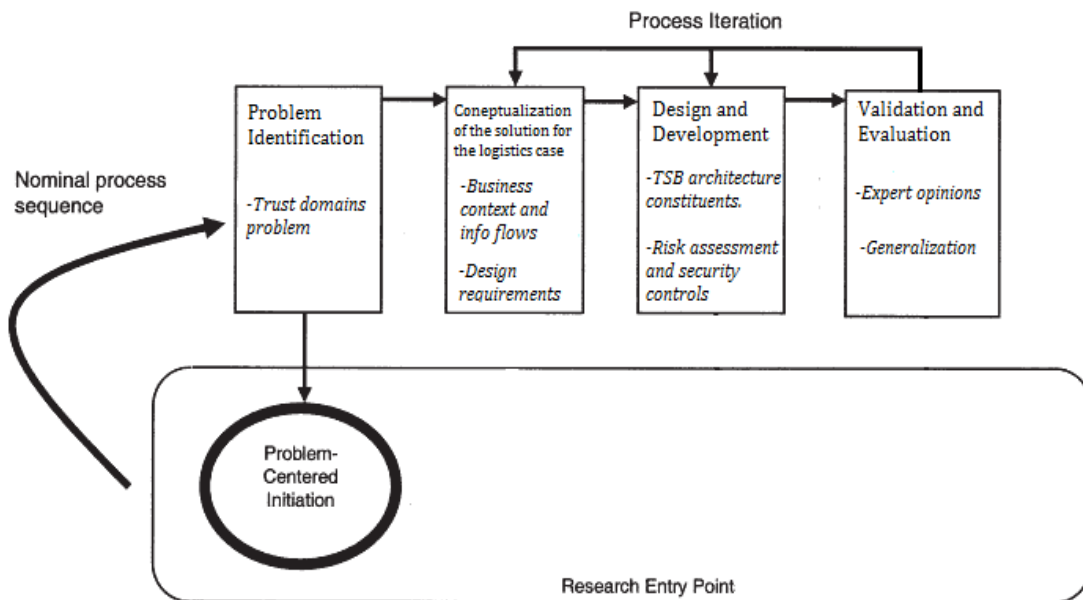 Process Iteration
Nominal process
sequence
Problem
Identification
-Trust domains
problem
Coneptualization
of the solution for
the logistics case
-Business
context and
info flows
-Design
requirements
Design and
Development
-TSB architecture
constituents.
-Risk assessment
and security
controls
Validation and
Evaluation
-Expert opinions
-Generalization
Problem-
Centered
Initiation
Research Entry Point